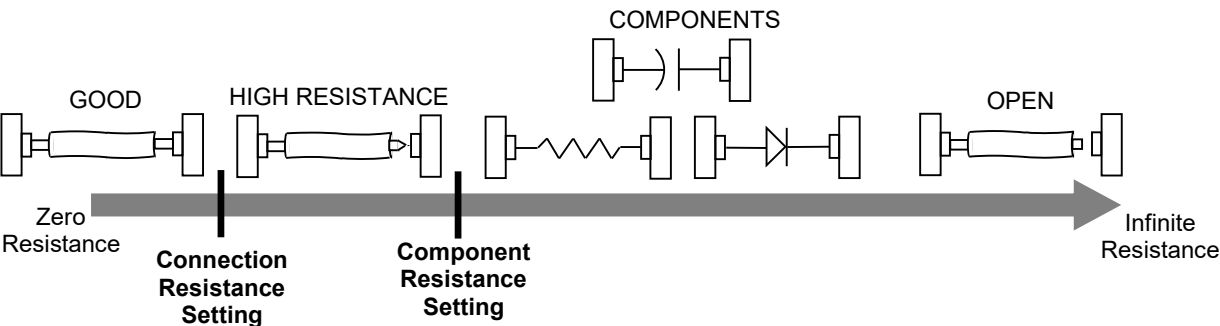 COMPONENTS
GOOD
HIGH RESISTANCE
OPEN
Zero
Resistance
Connection
Resistance
Setting
Component
Resistance
Setting
Infinite
Resistance